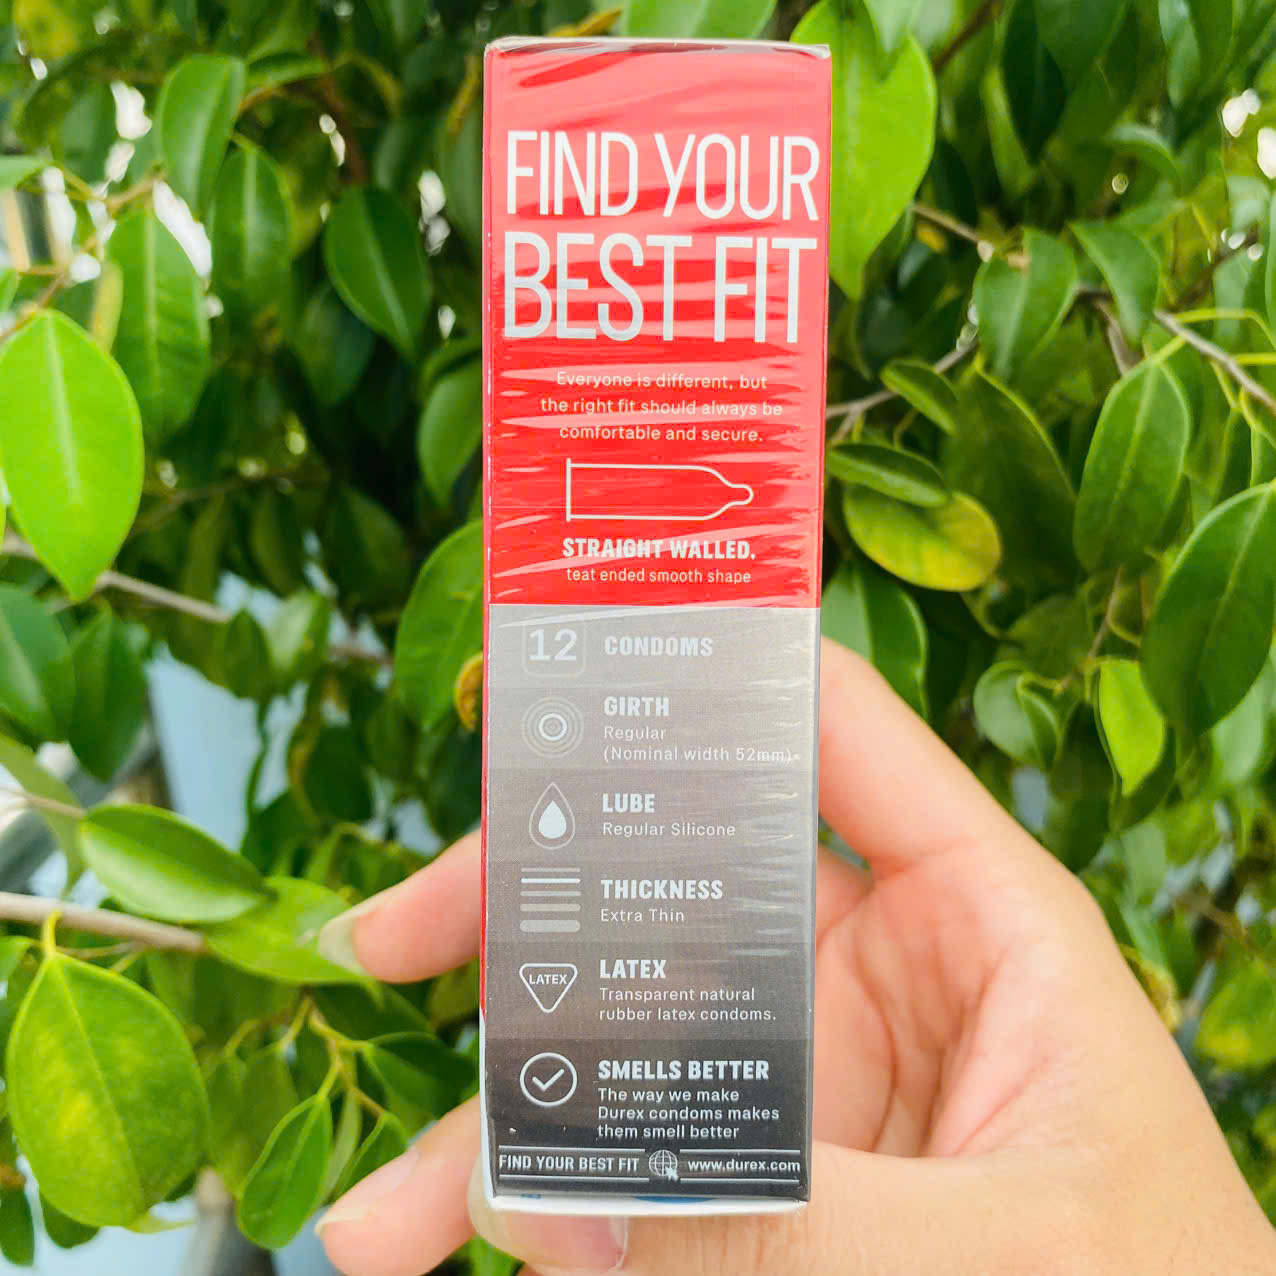 FIND YOUR
BEST FIT
Everyone is different, but
the right fit should always be
comfortable and secure.
STRAIGHT WALLED,
teat ended smooth shape
12 CONDOMS
GIRTH
Regular
(Nominal width 52mm)
LUBE
Regular Silicone
THICKNESS
Extra Thin
LATEX
LATEX
Transparent natural
rubber latex condoms.
SMELLS BETTER
The way we make
Durex condoms makes
them smell better
FIND YOUR BEST FIT www.durex.com